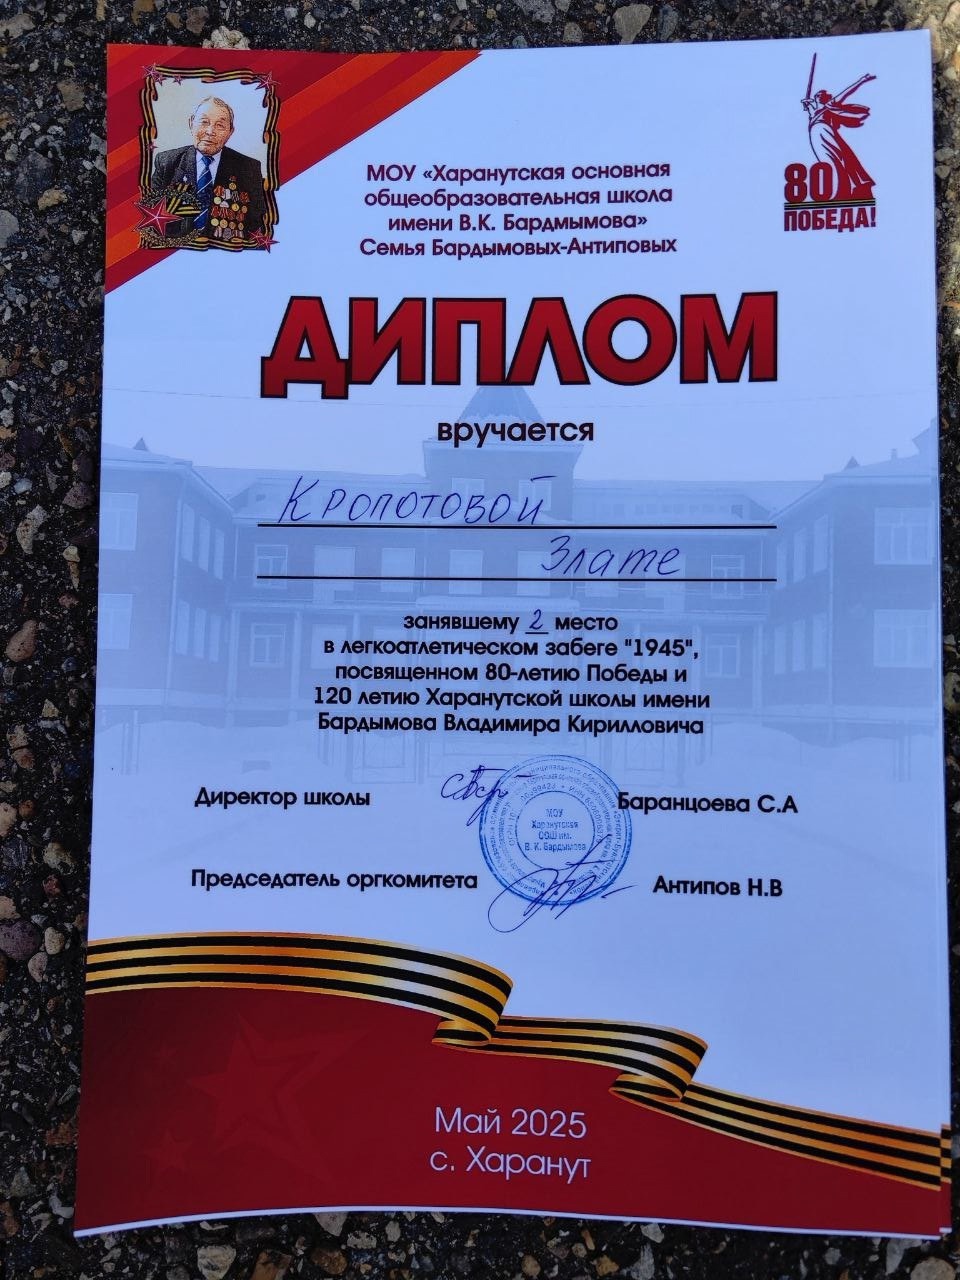 МОУ «Харанутская основная
общеобразовательная школа
имени В.К. Бардмымова»
Семья Бардымовых-Антиповых
80
ПОБЕДА!
ДИПЛОМ
вручается
Кропотовой
Злате
занявшему 2 место
в легкоатлетическом забеге "1945",
посвященном 80-летию Победы и
120 летию Харанутской школы имени
Бардымова Владимира Кирилловича
Директор школы
Баранцоева С.А
МОУ
Харанутская
ООШ им.
В. К. Бардымова
Председатель оргкомитета
Антипов Н.В
Май 2025
с. Харанут